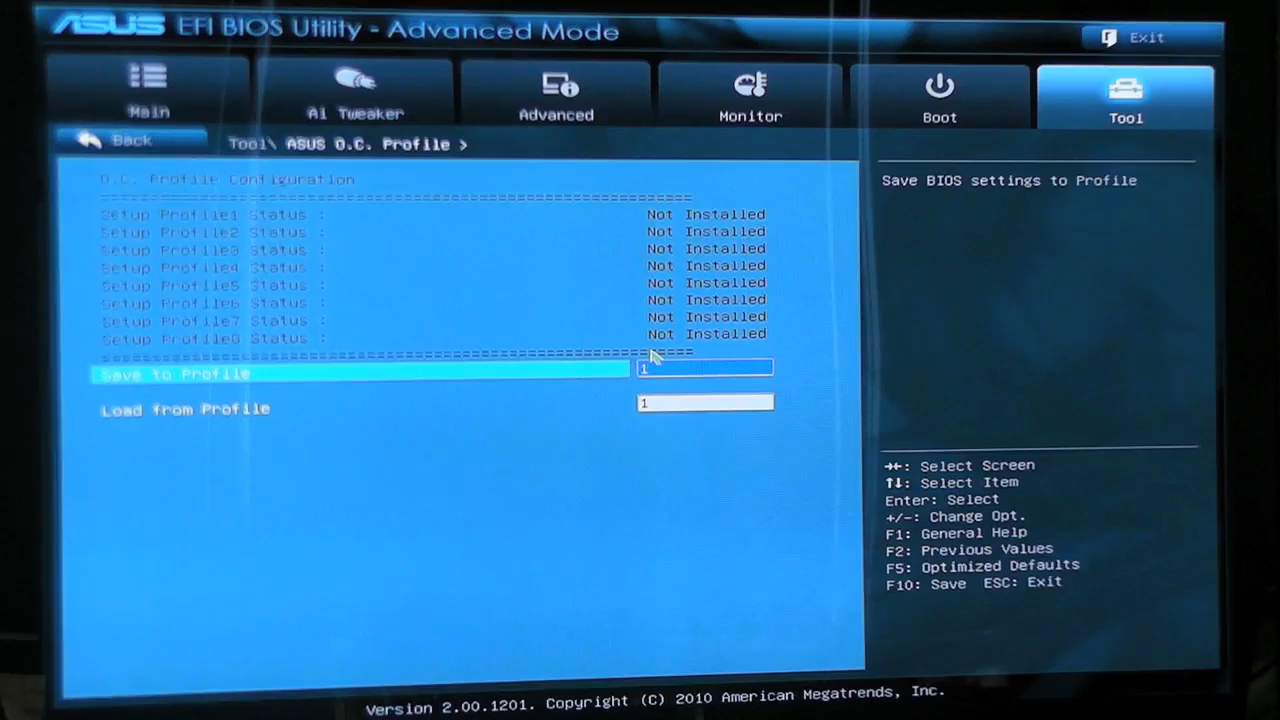 ASUS EFI BIOS Utility - Advanced Mode
Exit
Main
Ai Tweaker
Advanced
Monitor
Boot
Tool
Back
Tool\ ASUS O.C. Profile >
O.C. Profile Configuration
Setup Profile1 Status : Not Installed
Setup Profile2 Status : Not Installed
Setup Profile3 Status : Not Installed
Setup Profile4 Status : Not Installed
Setup Profile5 Status : Not Installed
Setup Profile6 Status : Not Installed
Setup Profile7 Status : Not Installed
Setup Profile8 Status : Not Installed
Save to Profile 1
Load from Profile 1
Save BIOS settings to Profile
→←: Select Screen
↑↓: Select Item
Enter: Select
+/-: Change Opt.
F1: General Help
F2: Previous Values
F5: Optimized Defaults
F10: Save ESC: Exit
Version 2.00.1201. Copyright (C) 2010 American Megatrends, Inc.